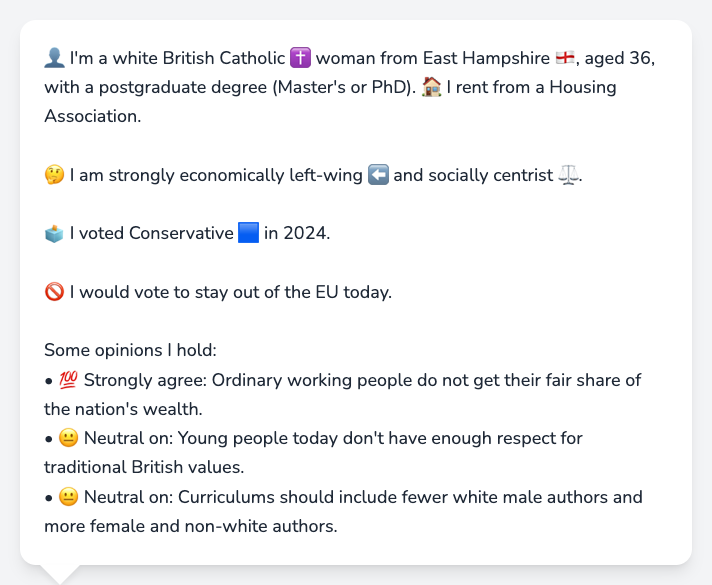 👤 I'm a white British Catholic ✝️ woman from East Hampshire 🏴󠁧󠁢󠁥󠁮󠁧󠁿, aged 36,
with a postgraduate degree (Master's or PhD). 🏠 I rent from a Housing
Association.
🤔 I am strongly economically left-wing ⬅️ and socially centrist ⚖️.
🗳️ I voted Conservative 🟦 in 2024.
🚫 I would vote to stay out of the EU today.
Some opinions I hold:
• 💯 Strongly agree: Ordinary working people do not get their fair share of
the nation's wealth.
• 😐 Neutral on: Young people today don't have enough respect for
traditional British values.
• 😐 Neutral on: Curriculums should include fewer white male authors and
more female and non-white authors.